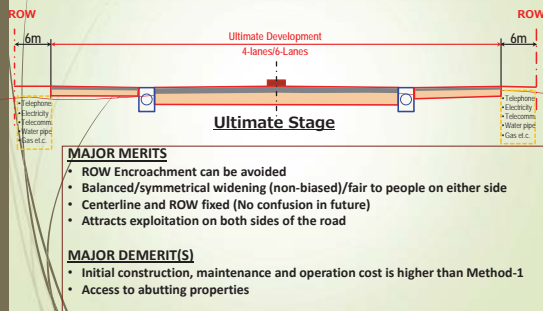 ROW
ROW
6m
Ultimate Development
6m
4-lanes/6-Lanes
• Telephone
• Electricity
• Telecomm.
• Water pipe
• Gas et.c.
• Telephone
• Electricity
• Telecomm.
• Water pipe
• Gas et.c.
Ultimate Stage
MAJOR MERITS
• ROW Encroachment can be avoided
• Balanced/symmetrical widening (non-biased)/fair to people on either side
• Centerline and ROW fixed (No confusion in future)
• Attracts exploitation on both sides of the road
MAJOR DEMERIT(S)
• Initial construction, maintenance and operation cost is higher than Method-1
• Access to abutting properties